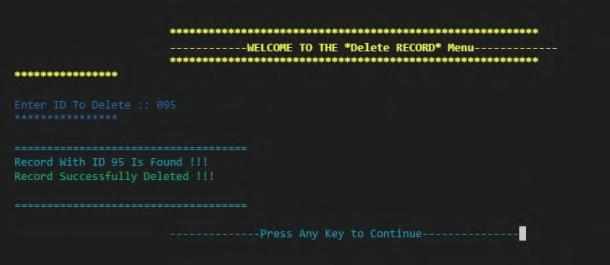 *********************************************************
------------WELCOME TO THE *Delete RECORD* Menu-------------
*********************************************************
****************
Enter ID To Delete :: 095
****************
====================================
Record With ID 95 Is Found !!!
Record Successfully Deleted !!!
====================================
--------------Press Any Key to Continue---------------